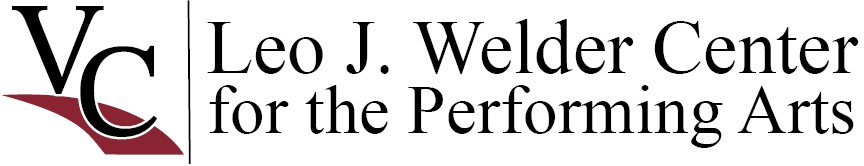 VC
Leo J. Welder Center
for the Performing Arts